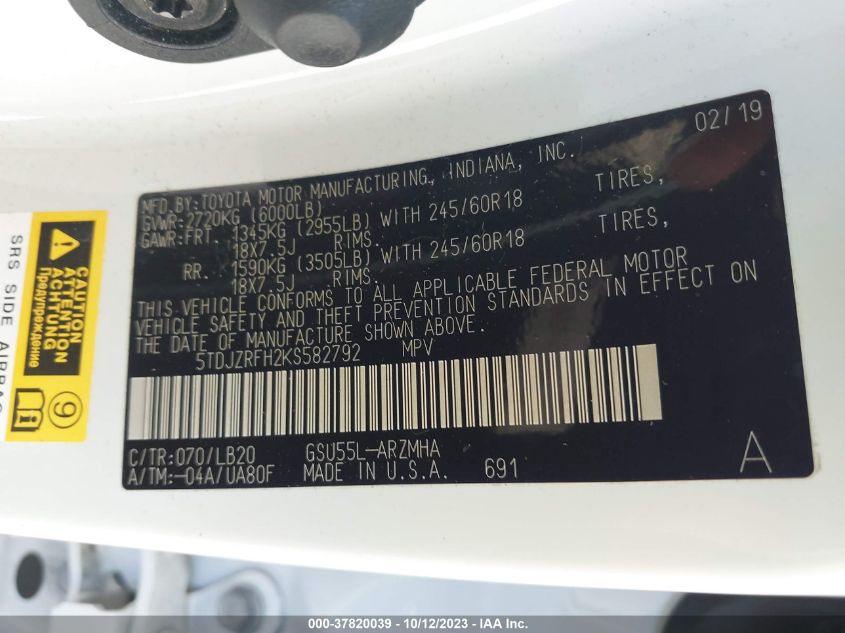 02/19
MFD.BY:TOYOTA MOTOR MANUFACTURING, INDIANA, INC.
GVWR:2720KG (6000LB)
GAWR:FRT. 1345KG (2955LB) WITH 245/60R18 TIRES,
18X7.5J RIMS.
RR. 1590KG (3505LB) WITH 245/60R18 TIRES,
18X7.5J RIMS.
THIS VEHICLE CONFORMS TO ALL APPLICABLE FEDERAL MOTOR
VEHICLE SAFETY AND THEFT PREVENTION STANDARDS IN EFFECT ON
THE DATE OF MANUFACTURE SHOWN ABOVE.
5TDJZRFH2KS582792 MPV
C/TR:070/LB20 GSU55L-ARZMHA
A/TM:-04A/UA80F MADE IN U.S.A. 691
A
SRS SIDE AIRBAG
CAUTION
ATTENTION
ACHTUNG
Предупреждение
9
000-37820039 - 10/12/2023 - IAA Inc.